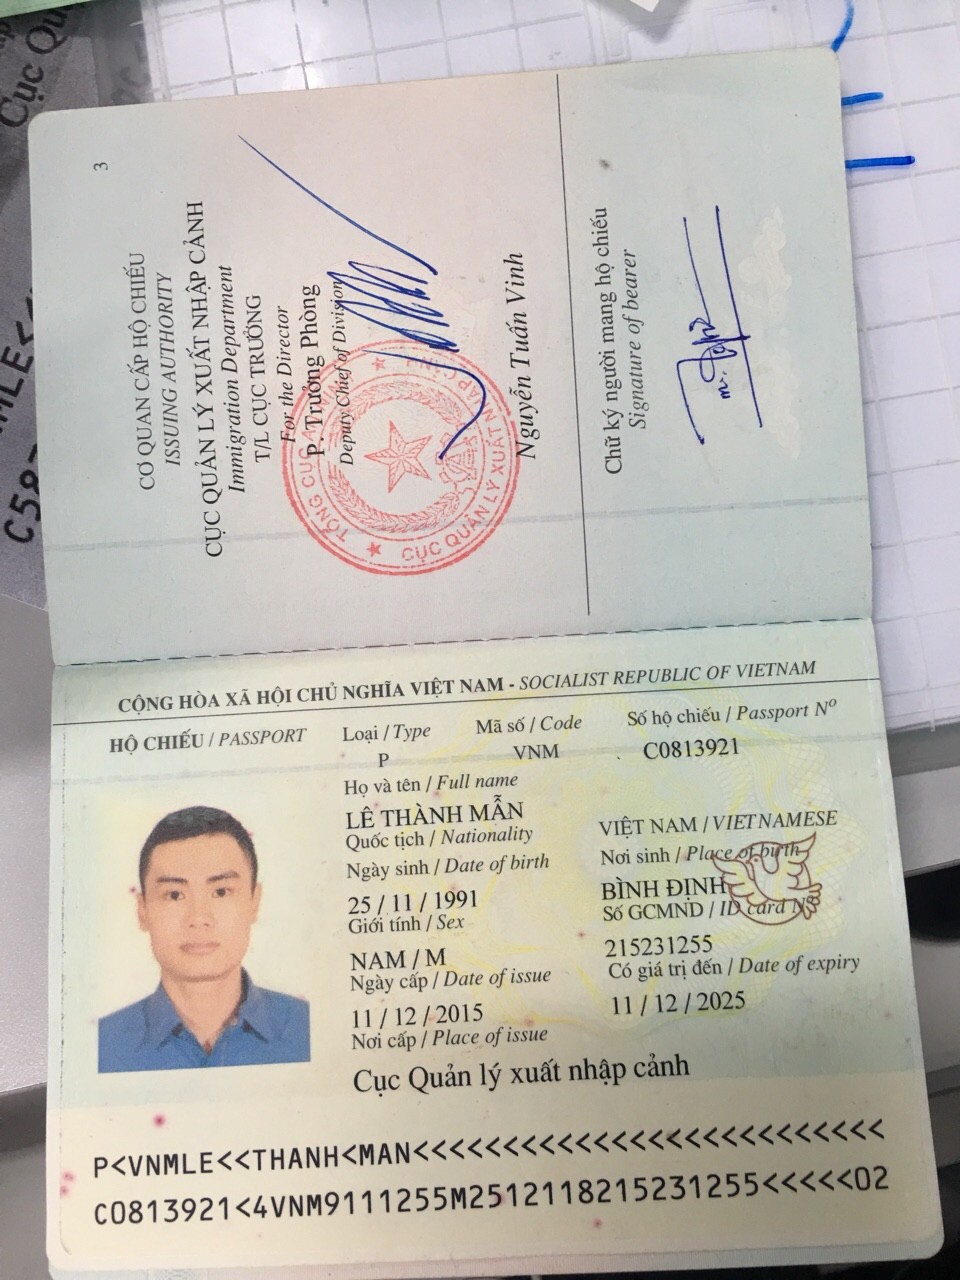 3
CƠ QUAN CẤP HỘ CHIẾU
ISSUING AUTHORITY
CỤC QUẢN LÝ XUẤT NHẬP CẢNH
Immigration Department
T/L CỤC TRƯỞNG
For the Director
P. Trưởng Phòng
Deputy Chief of Division
TỔNG CỤC AN NINH
CỤC QUẢN LÝ XUẤT NHẬP CẢNH
Nguyễn Tuấn Vinh
Chữ ký người mang hộ chiếu
Signature of bearer
CỘNG HÒA XÃ HỘI CHỦ NGHĨA VIỆT NAM - SOCIALIST REPUBLIC OF VIETNAM
HỘ CHIẾU / PASSPORT Loại / Type Mã số / Code Số hộ chiếu / Passport Nº
P VNM C0813921
Họ và tên / Full name
LÊ THÀNH MẪN
Quốc tịch / Nationality VIỆT NAM / VIETNAMESE
Ngày sinh / Date of birth Nơi sinh / Place of birth
25 / 11 / 1991 BÌNH ĐỊNH
Giới tính / Sex Số GCMND / ID card Nº
NAM / M 215231255
Ngày cấp / Date of issue Có giá trị đến / Date of expiry
11 / 12 / 2015 11 / 12 / 2025
Nơi cấp / Place of issue
Cục Quản lý xuất nhập cảnh
P<VNMLE<<THANH<MAN<<<<<<<<<<<<<<<<<<<<<<<<<<
C0813921<4VNM9111255M2512118215231255<<<<<02
Cục Qu